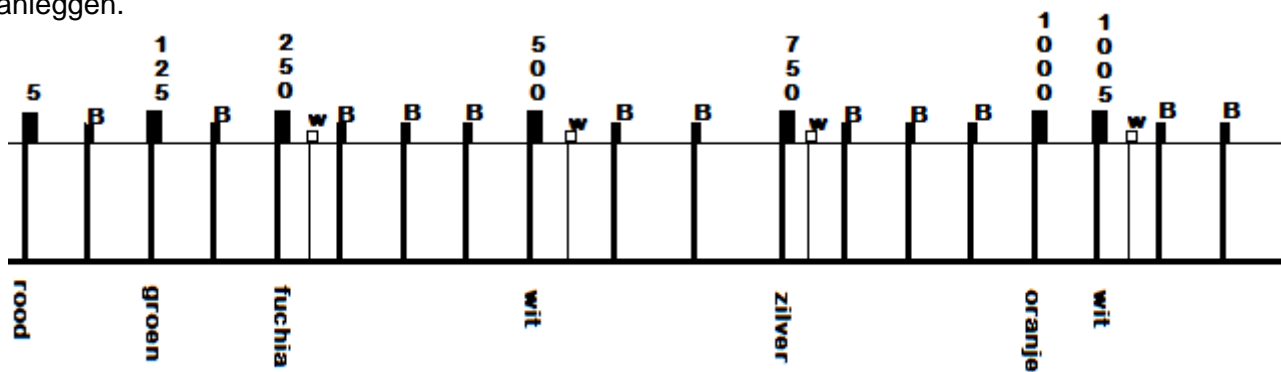 anleggen.
5 125 250 500 750 1000 1005
B B w B B B w B B w B B B w B B
rood groen fuchia wit zilver oranje wit